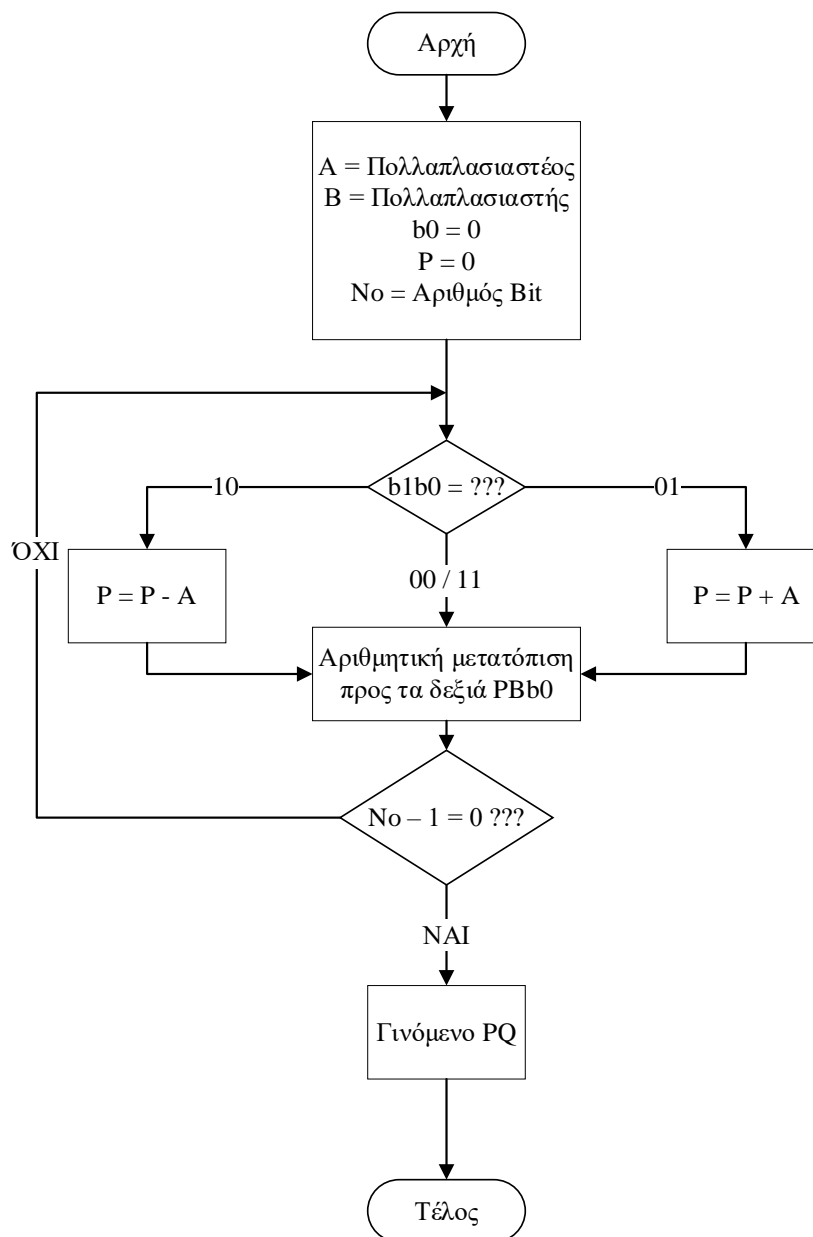 Αρχή
A = Πολλαπλασιαστέος
B = Πολλαπλασιαστής
b0 = 0
P = 0
No = Αριθμός Bit
b1b0 = ???
10
01
00 / 11
ΌΧΙ
P = P - A
P = P + A
Αριθμητική μετατόπιση
προς τα δεξιά PBb0
No – 1 = 0 ???
ΝΑΙ
Γινόμενο PQ
Τέλος